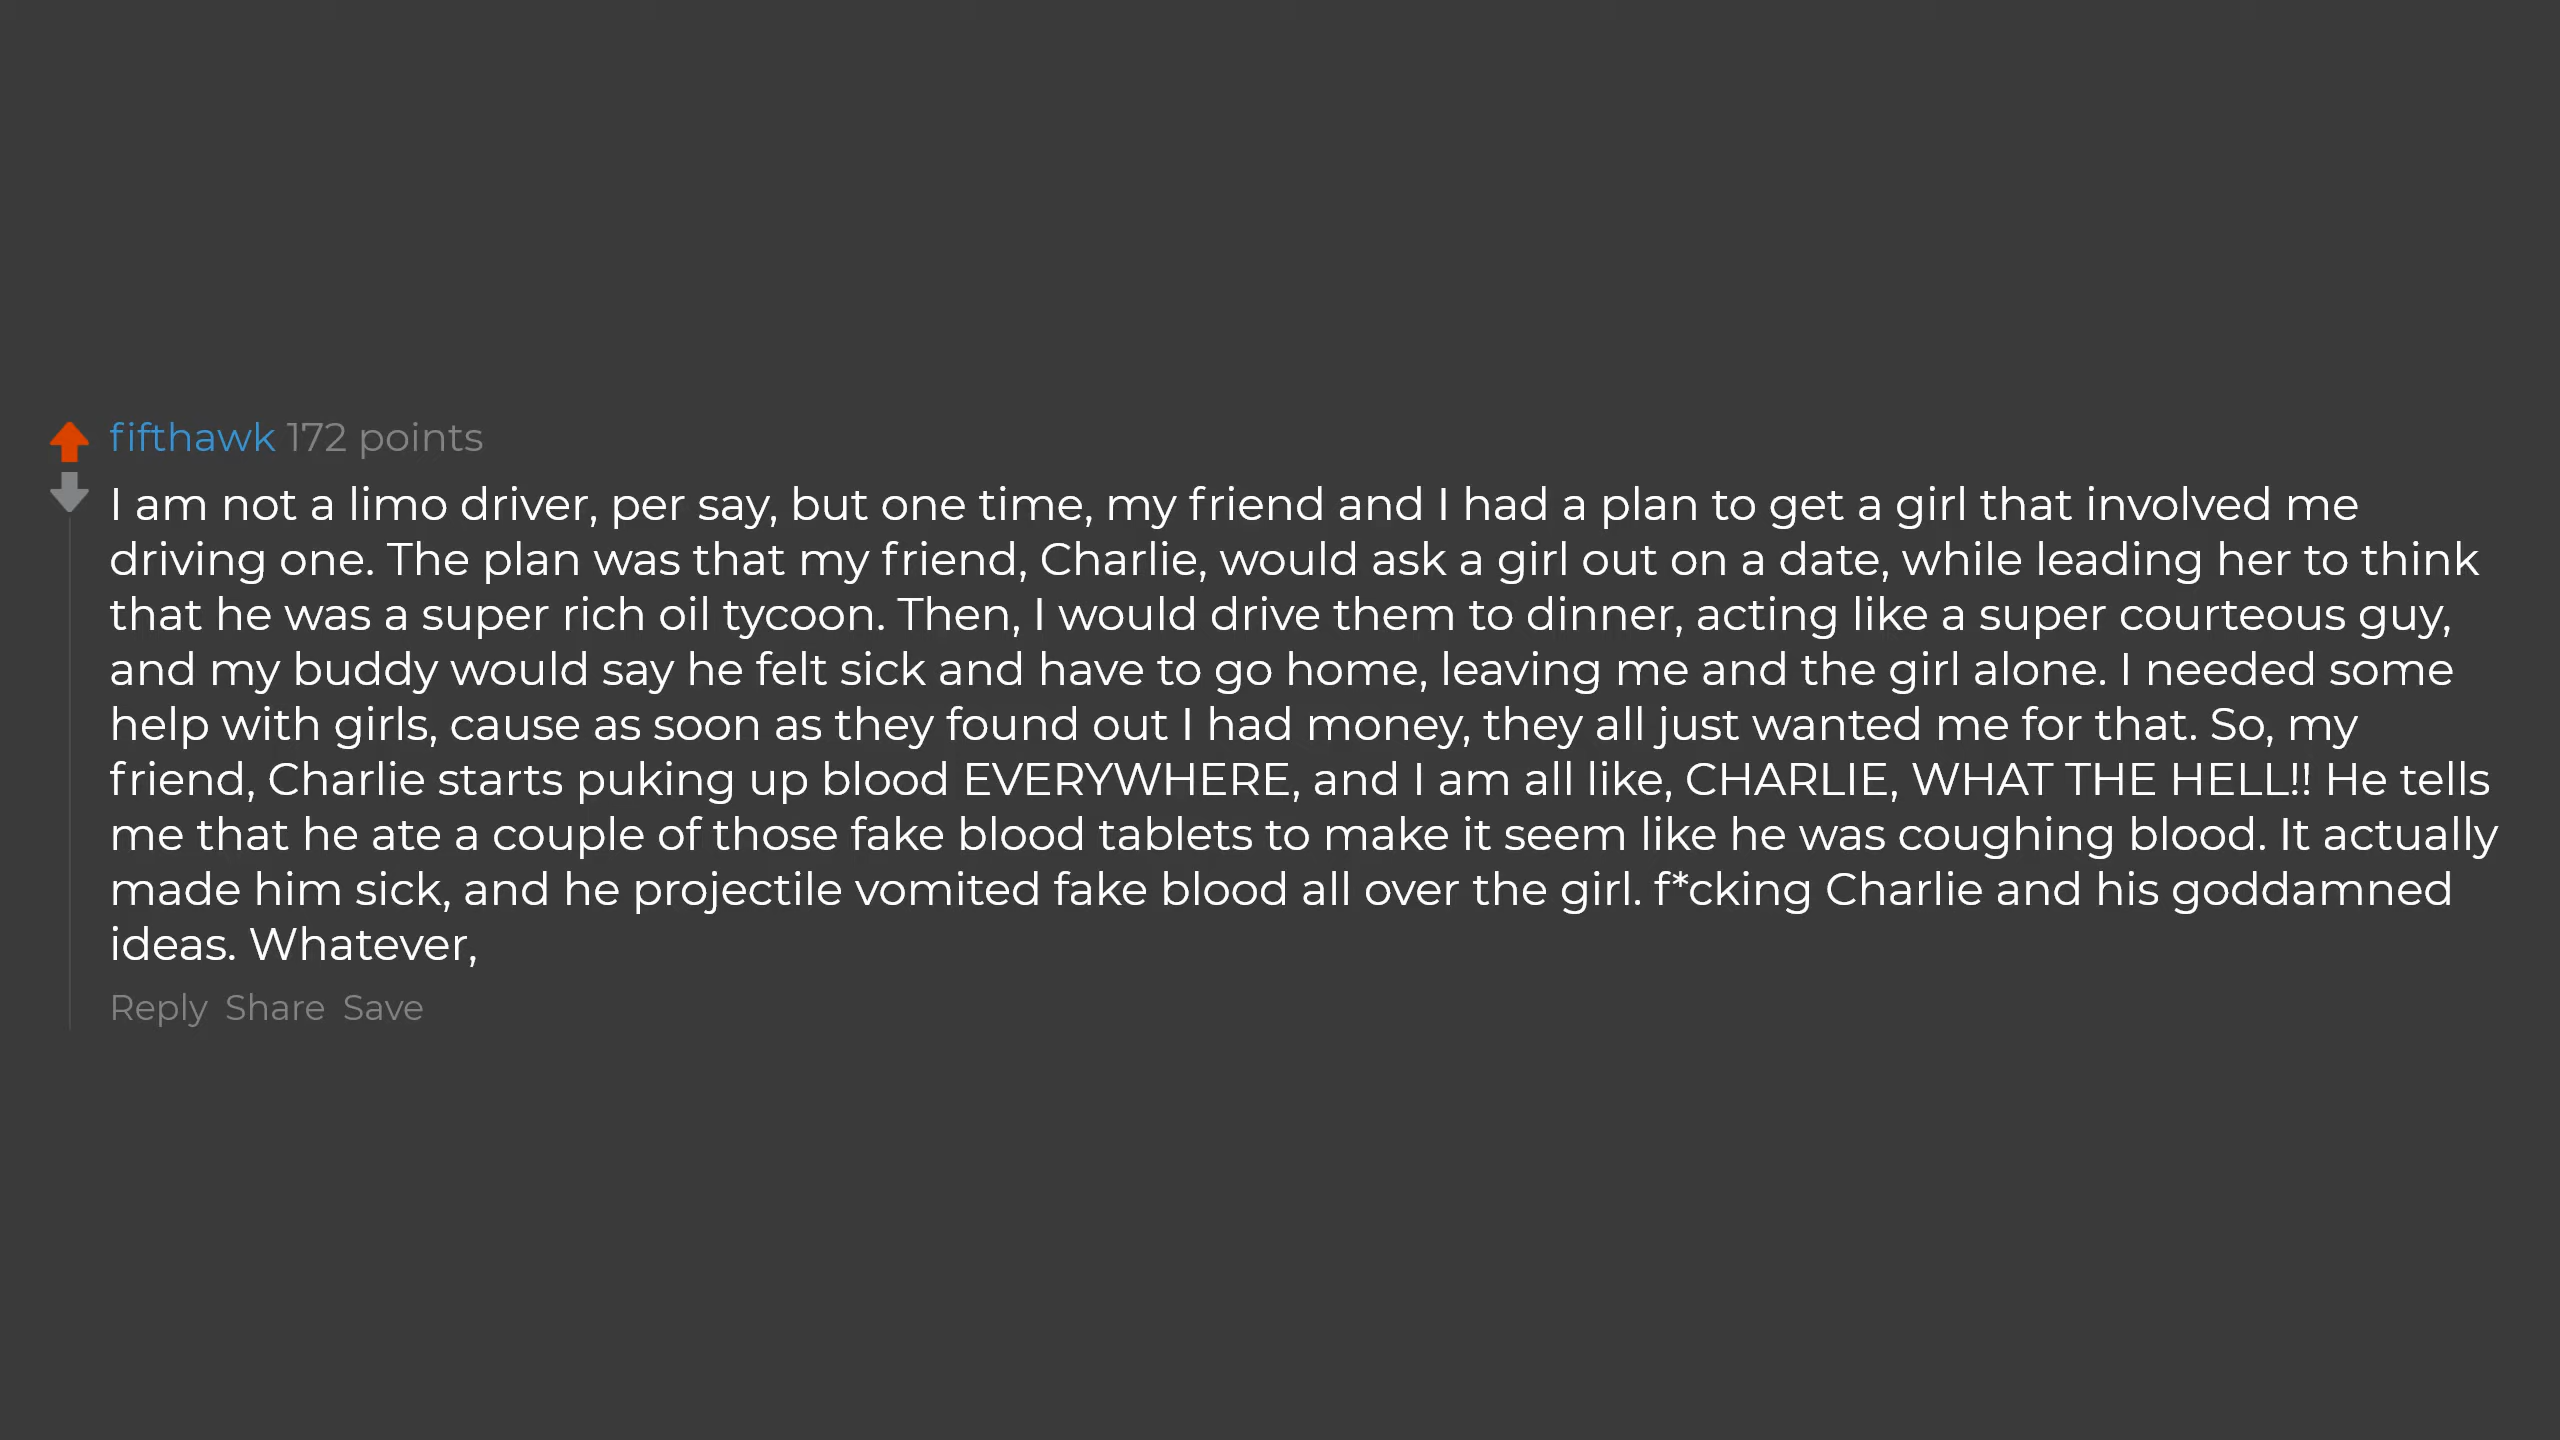 fifthawk 172 points
I am not a limo driver, per say, but one time, my friend and I had a plan to get a girl that involved me
driving one. The plan was that my friend, Charlie, would ask a girl out on a date, while leading her to think
that he was a super rich oil tycoon. Then, I would drive them to dinner, acting like a super courteous guy,
and my buddy would say he felt sick and have to go home, leaving me and the girl alone. I needed some
help with girls, cause as soon as they found out I had money, they all just wanted me for that. So, my
friend, Charlie starts puking up blood EVERYWHERE, and I am all like, CHARLIE, WHAT THE HELL!! He tells
me that he ate a couple of those fake blood tablets to make it seem like he was coughing blood. It actually
made him sick, and he projectile vomited fake blood all over the girl. f*cking Charlie and his goddamned
ideas. Whatever,
Reply Share Save